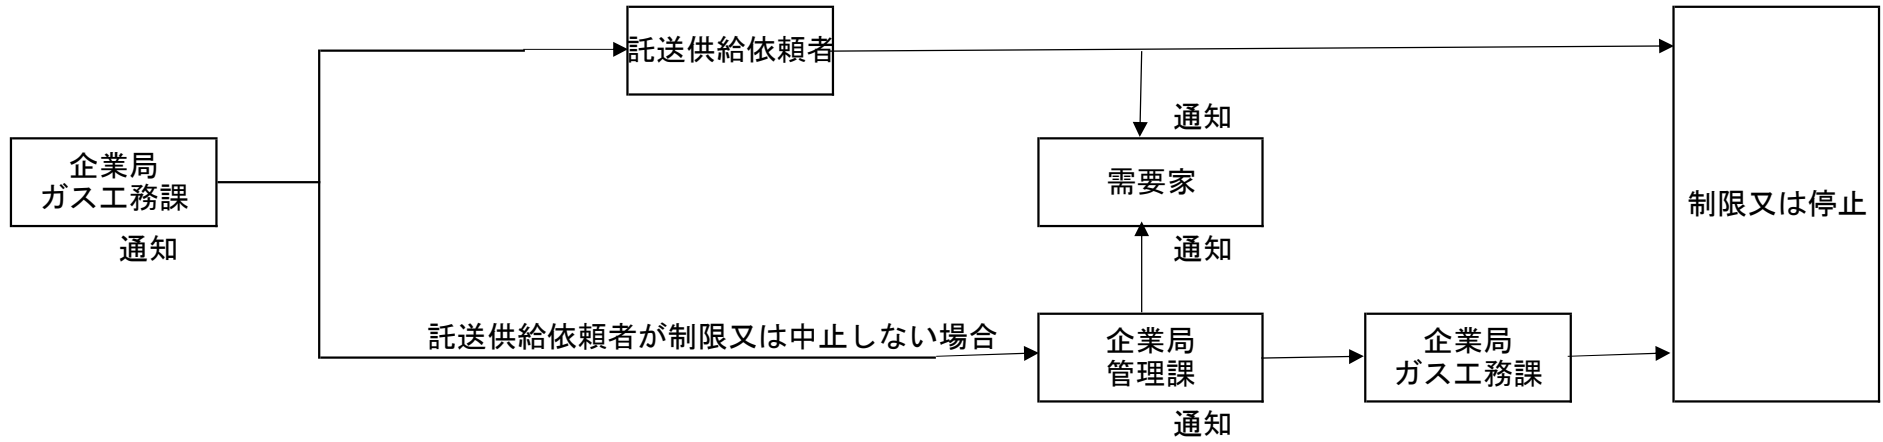 託送供給依頼者
通知
企業局
ガス工務課
通知
需要家
制限又は停止
通知
託送供給依頼者が制限又は中止しない場合
企業局
管理課
企業局
ガス工務課
通知